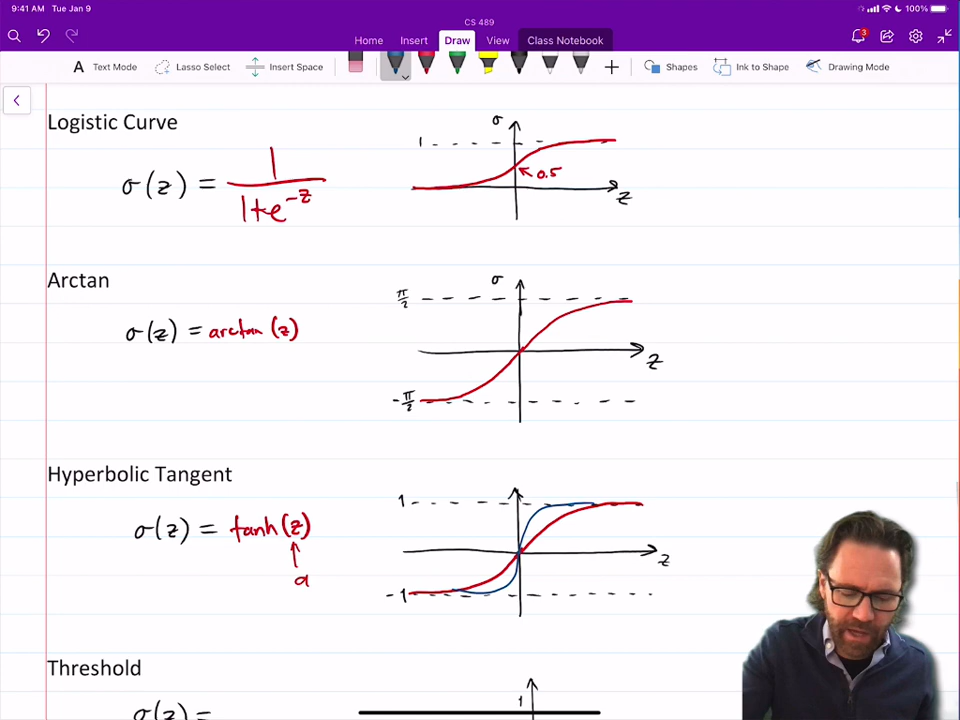 9:41 AM Tue Jan 9
100%
CS 489
Home Insert Draw View Class Notebook
3
A Text Mode Lasso Select Insert Space Shapes Ink to Shape Drawing Mode
Logistic Curve
σ(z) = 1/(1+e^-z)
σ
1
0.5
z
Arctan
σ(z) = arctan(z)
σ
π/2
z
-π/2
Hyperbolic Tangent
σ(z) = tanh(z)
a
1
z
-1
Threshold
σ(z) =
1